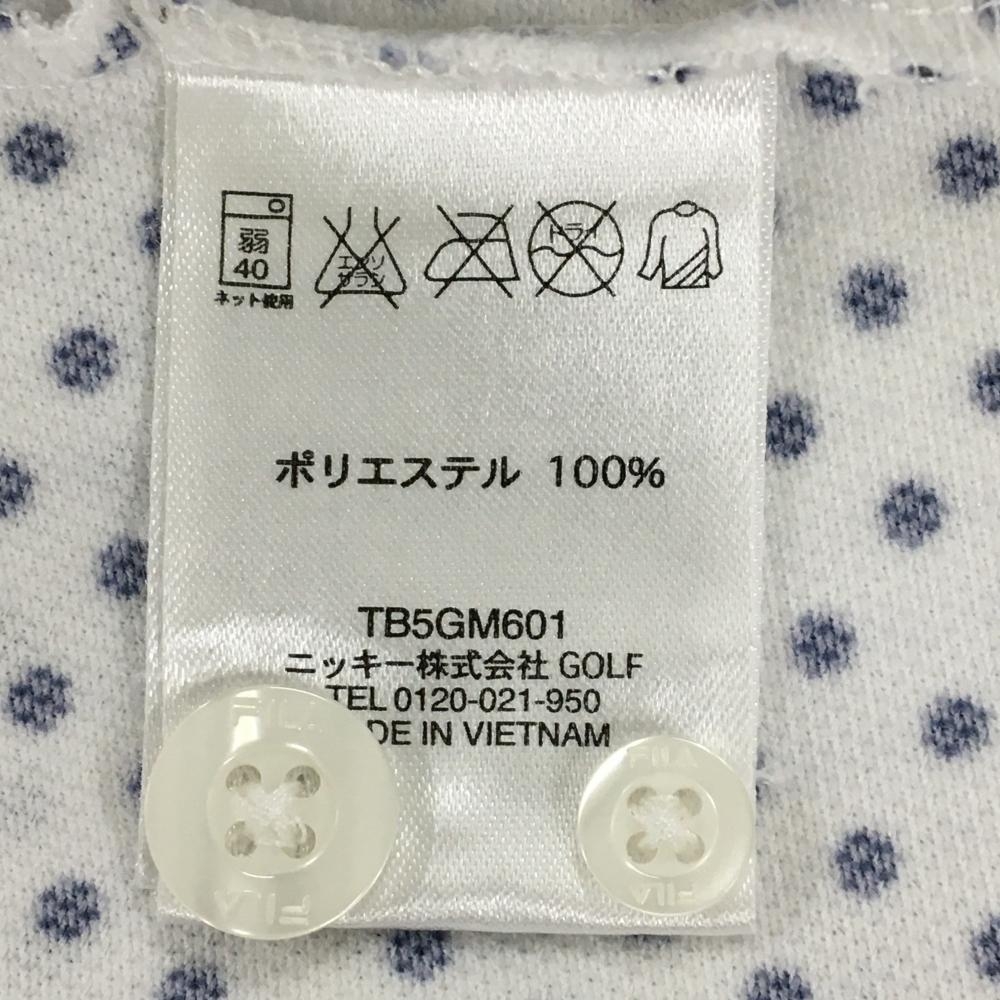 弱
40
ネット使用
エンソ
サラシ
ドライ
ポリエステル 100%
TB5GM601
ニッキー株式会社 GOLF
TEL 0120-021-950
DE IN VIETNAM
FILA
FILA
FILA
FILA